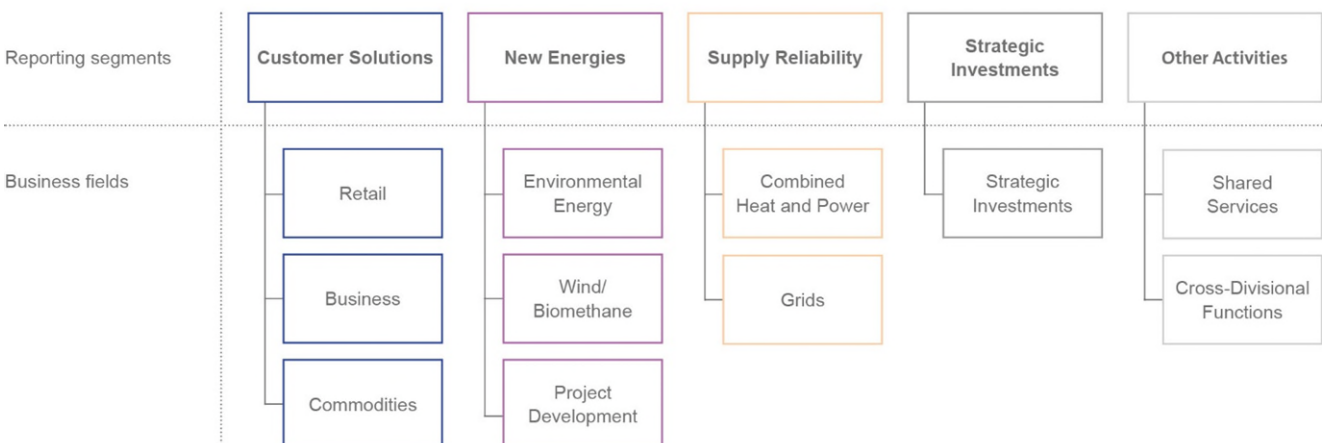 Reporting segments
Customer Solutions
New Energies
Supply Reliability
Strategic
Investments
Other Activities
Business fields
Retail
Environmental
Energy
Combined
Heat and Power
Strategic
Investments
Shared
Services
Business
Wind/
Biomethane
Grids
Cross-Divisional
Functions
Commodities
Project
Development